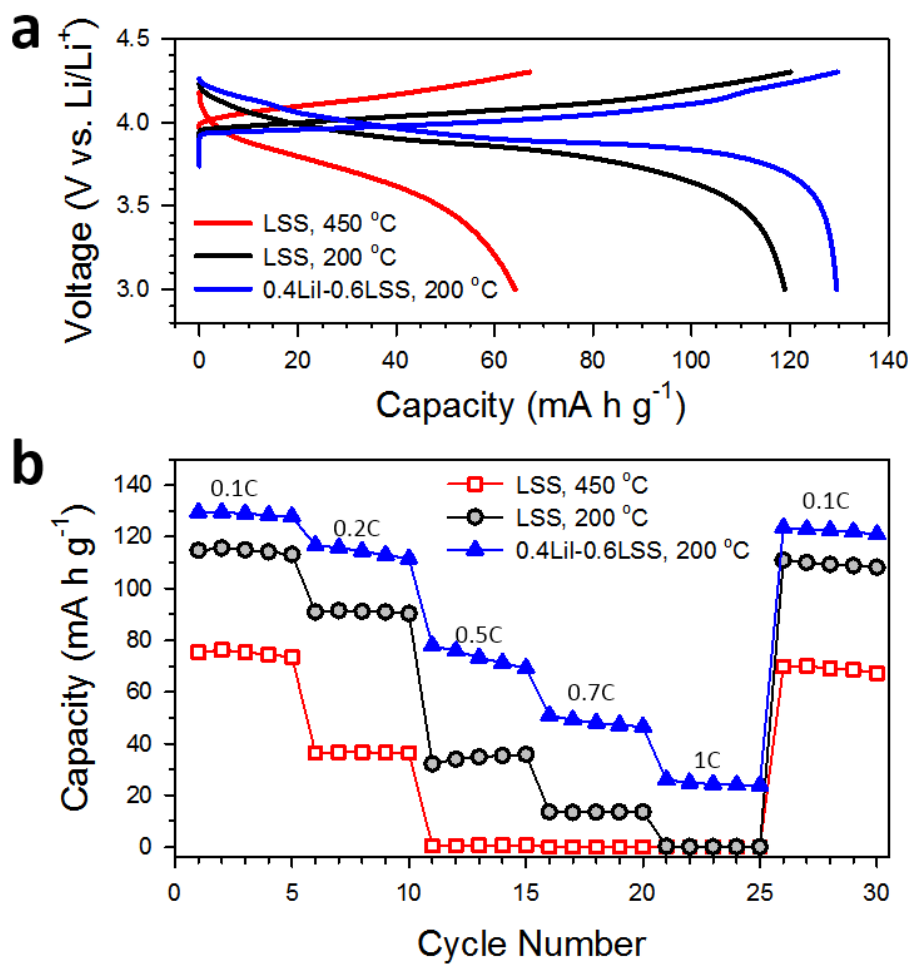 a
4.5
4.0
3.5
3.0
Voltage (V vs. Li/Li⁺)
LSS, 450 °C
LSS, 200 °C
0.4LiI-0.6LSS, 200 °C
0 20 40 60 80 100 120 140
Capacity (mA h g⁻¹)
b
140
120
100
80
60
40
20
0
Capacity (mA h g⁻¹)
LSS, 450 °C
LSS, 200 °C
0.4LiI-0.6LSS, 200 °C
0.1C
0.2C
0.5C
0.7C
1C
0.1C
0 5 10 15 20 25 30
Cycle Number